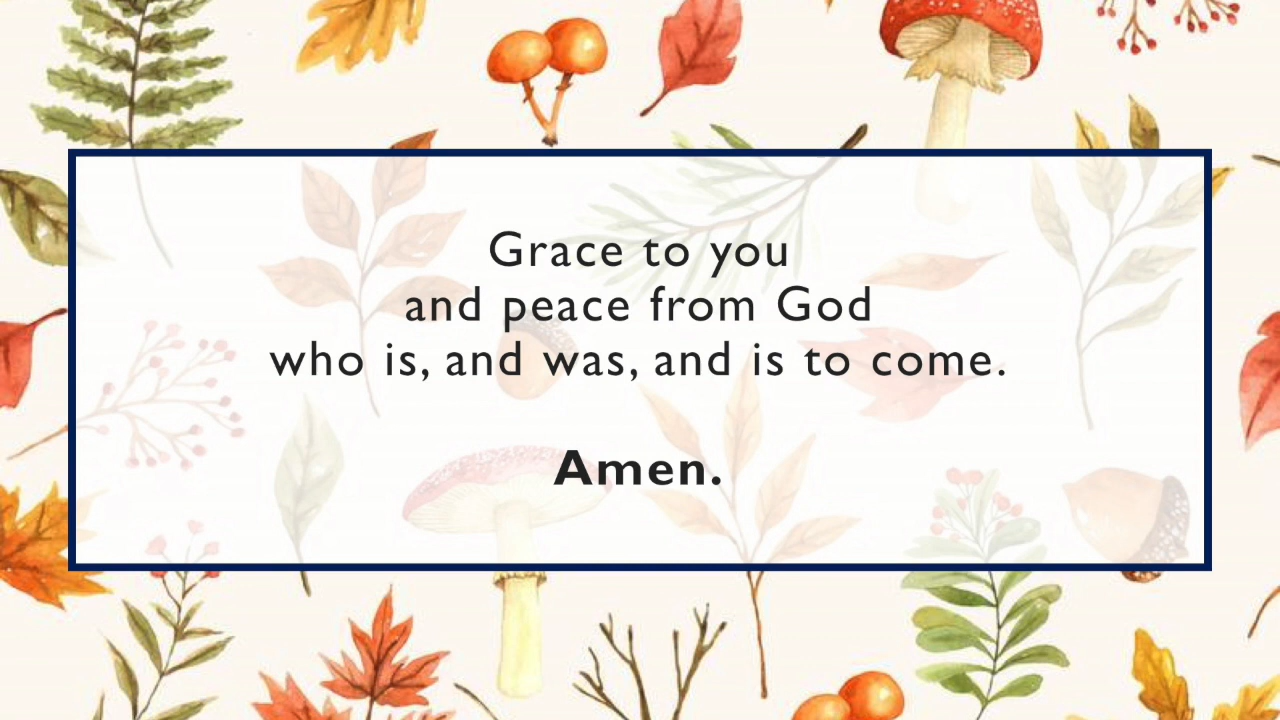 Grace to you
and peace from God
who is, and was, and is to come.
Amen.